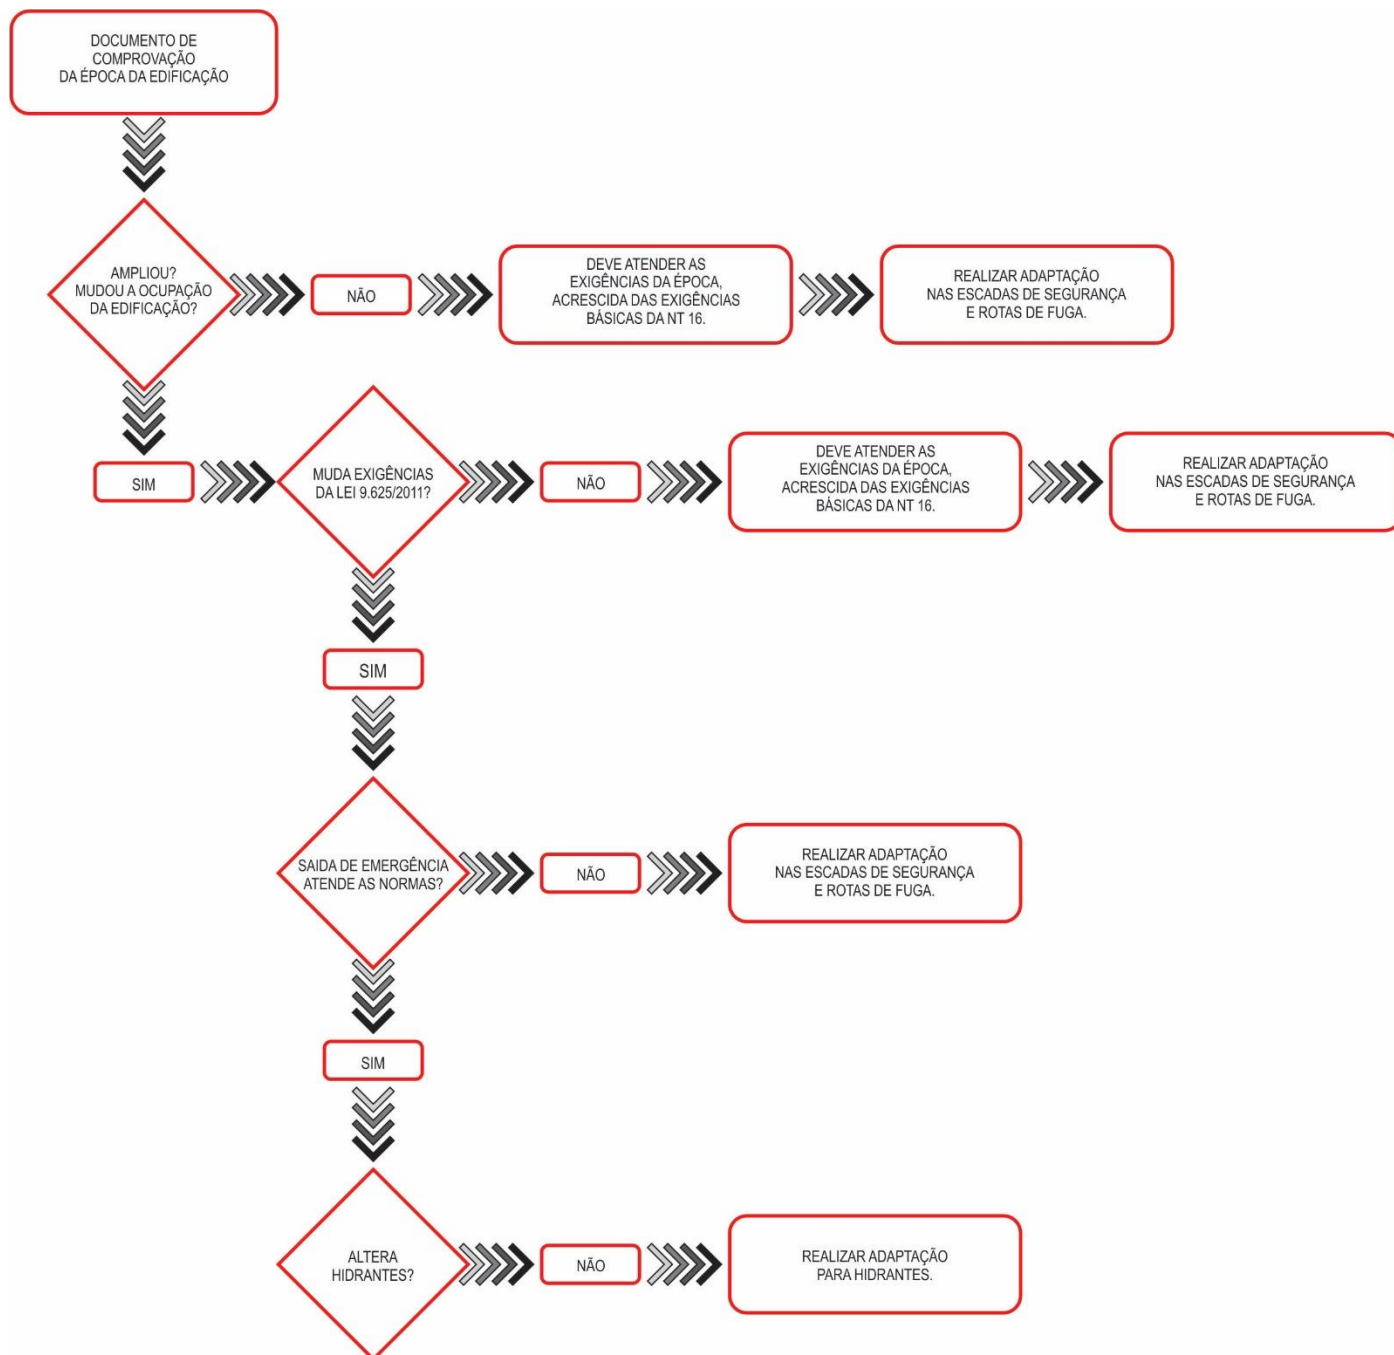 DOCUMENTO DE
COMPROVAÇÃO
DA ÉPOCA DA EDIFICAÇÃO
AMPLIOU?
MUDOU A OCUPAÇÃO
DA EDIFICAÇÃO?
NÃO
DEVE ATENDER AS
EXIGÊNCIAS DA ÉPOCA,
ACRESCIDA DAS EXIGÊNCIAS
BÁSICAS DA NT 16.
REALIZAR ADAPTAÇÃO
NAS ESCADAS DE SEGURANÇA
E ROTAS DE FUGA.
SIM
MUDA EXIGÊNCIAS
DA LEI 9.625/2011?
NÃO
DEVE ATENDER AS
EXIGÊNCIAS DA ÉPOCA,
ACRESCIDA DAS EXIGÊNCIAS
BÁSICAS DA NT 16.
REALIZAR ADAPTAÇÃO
NAS ESCADAS DE SEGURANÇA
E ROTAS DE FUGA.
SIM
SAIDA DE EMERGÊNCIA
ATENDE AS NORMAS?
NÃO
REALIZAR ADAPTAÇÃO
NAS ESCADAS DE SEGURANÇA
E ROTAS DE FUGA.
SIM
ALTERA
HIDRANTES?
NÃO
REALIZAR ADAPTAÇÃO
PARA HIDRANTES.